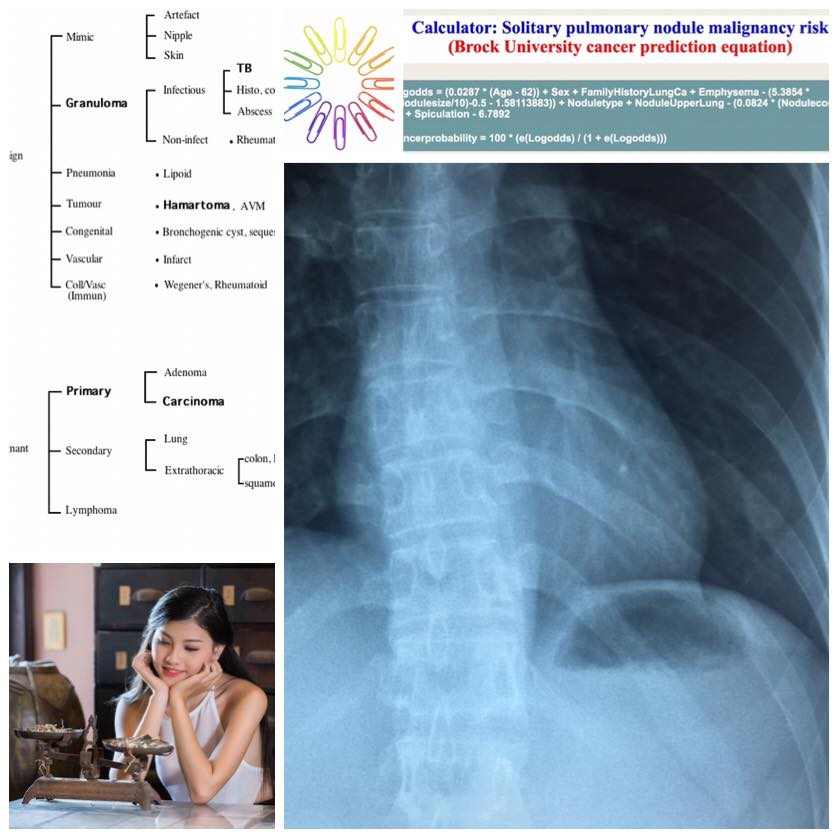 Calculator: Solitary pulmonary nodule malignancy risk
(Brock University cancer prediction equation)
godds = (0.0287 * (Age - 62)) + Sex + FamilyHistoryLungCa + Emphysema - (5.3854 *
odulesize/10)-0.5 - 1.58113883)) + Noduletype + NoduleUpperLung - (0.0824 * (Nodulecou
+ Spiculation - 6.7892
ncerprobability = 100 * (e(Logodds) / (1 + e(Logodds)))
ign
Mimic
Artefact
Nipple
Skin
Granuloma
Infectious
TB
Histo, co
Abscess
Non-infect
• Rheumat
Pneumonia
• Lipoid
Tumour
• Hamartoma, AVM
Congenital
• Bronchogenic cyst, seque
Vascular
• Infarct
Coll/Vasc
(Immun)
• Wegener's, Rheumatoid
nant
Primary
Adenoma
Carcinoma
Secondary
Lung
Extrathoracic
colon,
squamo
Lymphoma